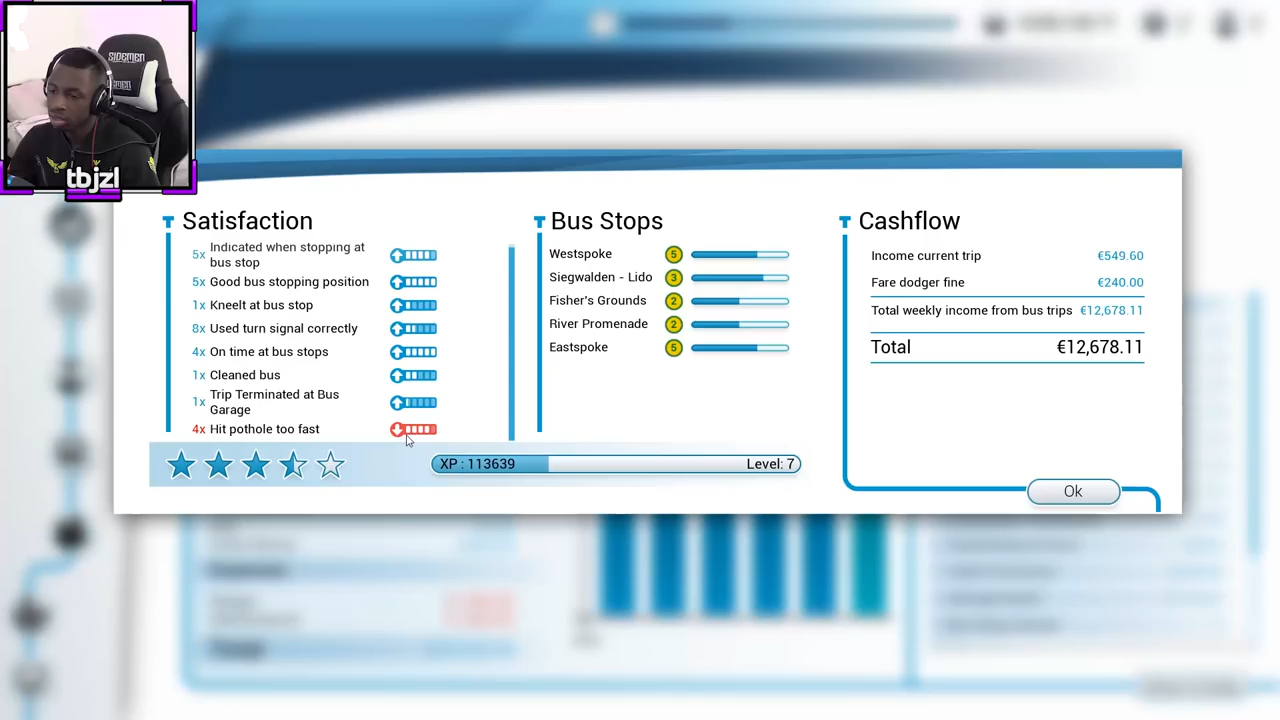 SIDEMEN
tbjzl
Satisfaction
5x Indicated when stopping at
bus stop
5x Good bus stopping position
1x Kneelt at bus stop
8x Used turn signal correctly
4x On time at bus stops
1x Cleaned bus
1x Trip Terminated at Bus
Garage
4x Hit pothole too fast
XP : 113639
Level: 7
Bus Stops
Westspoke 5
Siegwalden - Lido 3
Fisher's Grounds 2
River Promenade 2
Eastspoke 5
Cashflow
Income current trip €549.60
Fare dodger fine €240.00
Total weekly income from bus trips €12,678.11
Total €12,678.11
Ok